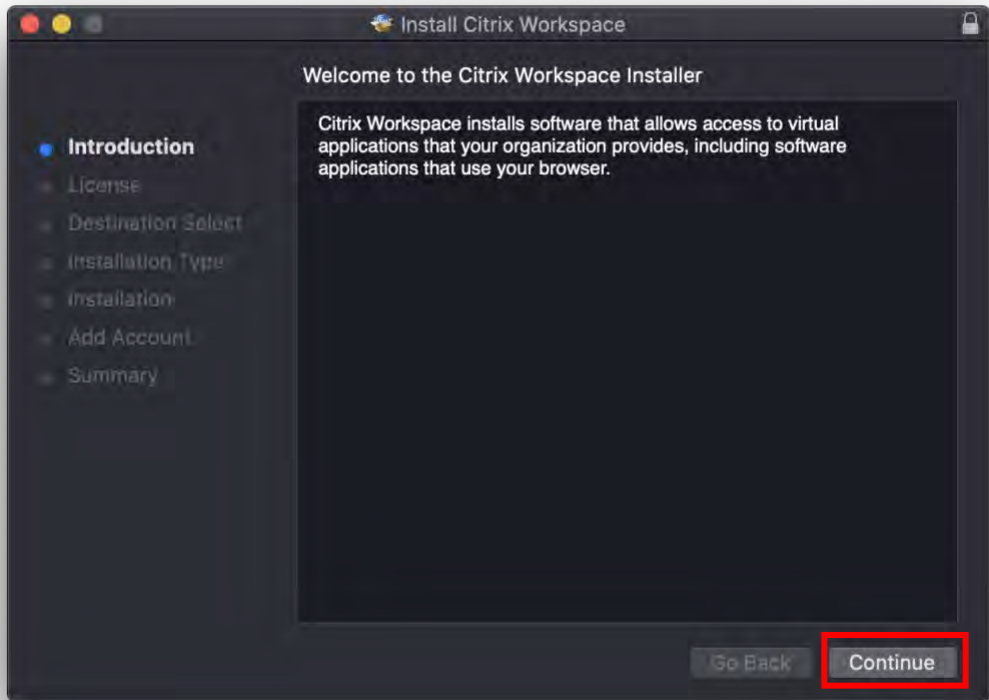 Install Citrix Workspace
Welcome to the Citrix Workspace Installer
Introduction
License
Destination Select
Installation Type
Installation
Add Account
Summary
Citrix Workspace installs software that allows access to virtual
applications that your organization provides, including software
applications that use your browser.
Go Back
Continue